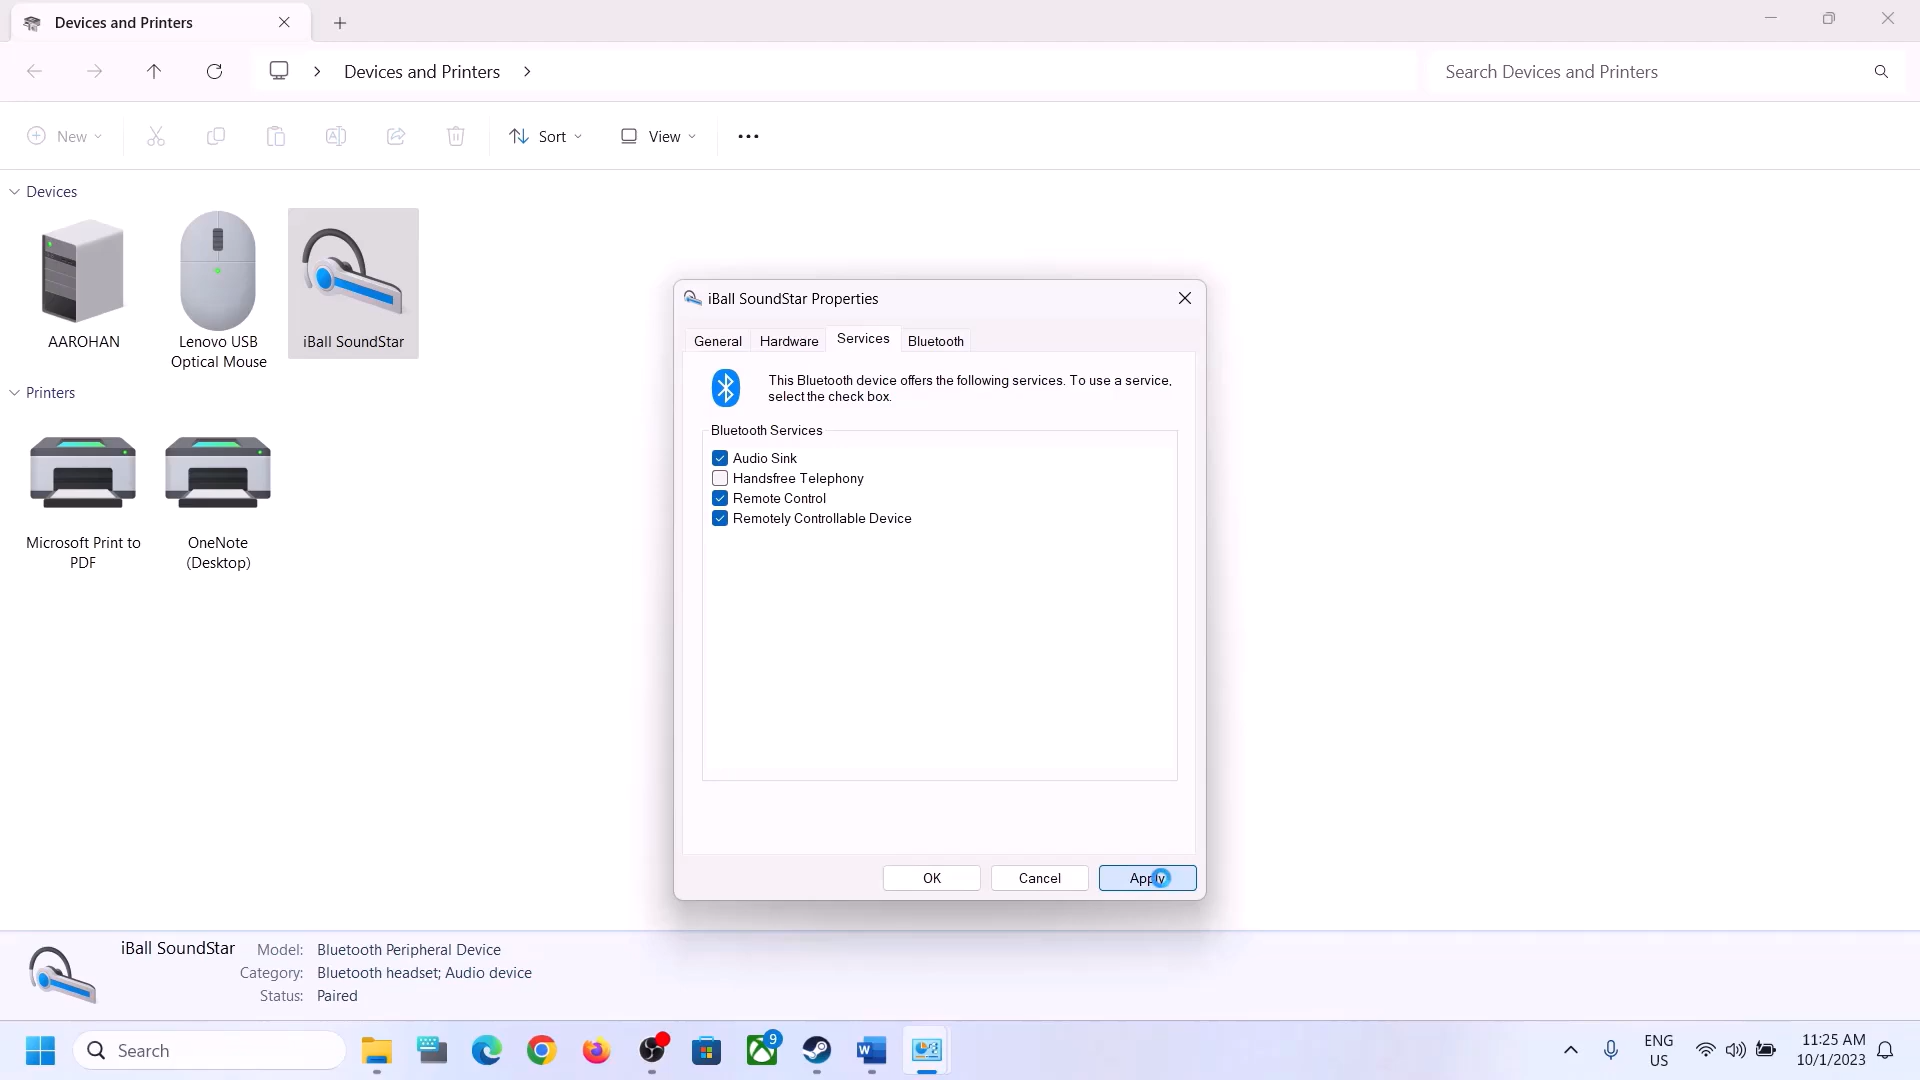 Devices and Printers
Devices and Printers
Search Devices and Printers
New
Sort
View
Devices
AAROHAN
Lenovo USB
Optical Mouse
iBall SoundStar
Printers
Microsoft Print to
PDF
OneNote
(Desktop)
iBall SoundStar Properties
General
Hardware
Services
Bluetooth
This Bluetooth device offers the following services. To use a service,
select the check box.
Bluetooth Services
Audio Sink
Handsfree Telephony
Remote Control
Remotely Controllable Device
OK
Cancel
Apply
iBall SoundStar
Model: Bluetooth Peripheral Device
Category: Bluetooth headset; Audio device
Status: Paired
Search
9
ENG
US
11:25 AM
10/1/2023